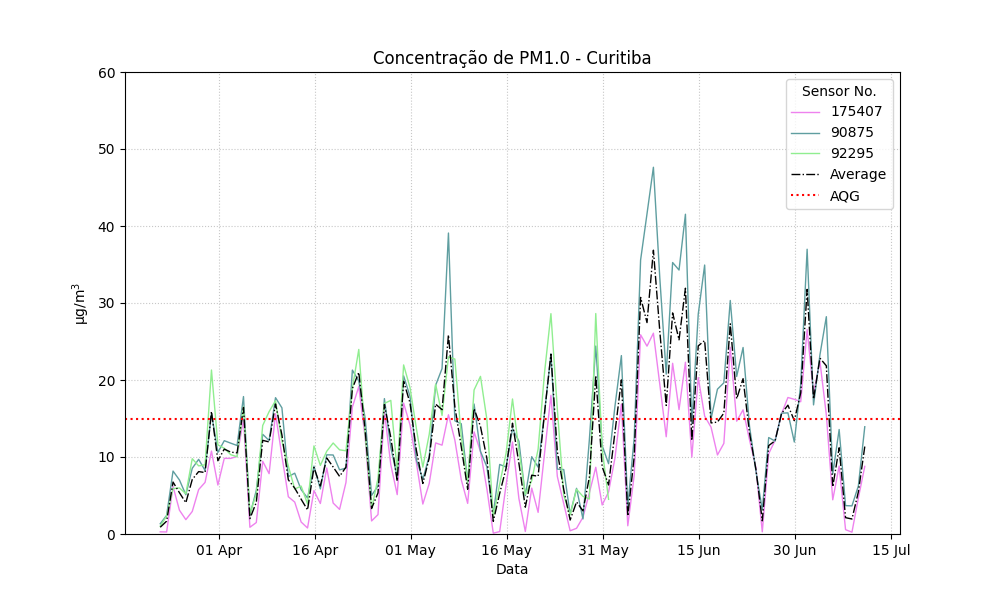 Concentração de PM1.0 - Curitiba
60
50
40
30
20
10
0
µg/m³
Sensor No.
175407
90875
92295
Average
AQG
01 Apr
16 Apr
01 May
16 May
31 May
15 Jun
30 Jun
15 Jul
Data